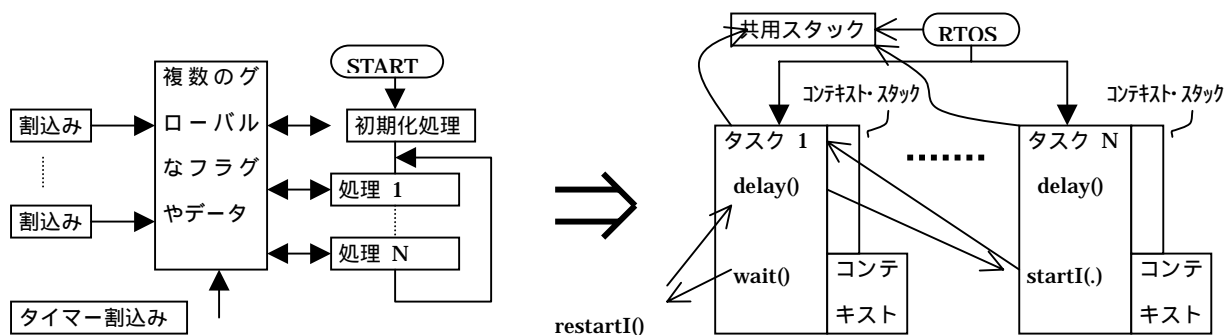 START
複数のグ
ローバル
なフラグ
やデータ
割込み
割込み
タイマー割込み
初期化処理
処理 1
処理 N
共用スタック
RTOS
コンテキスト・スタック
コンテキスト・スタック
タスク 1
delay()
wait()
restartI()
コンテ
キスト
タスク N
delay()
startI(.)
コンテ
キスト